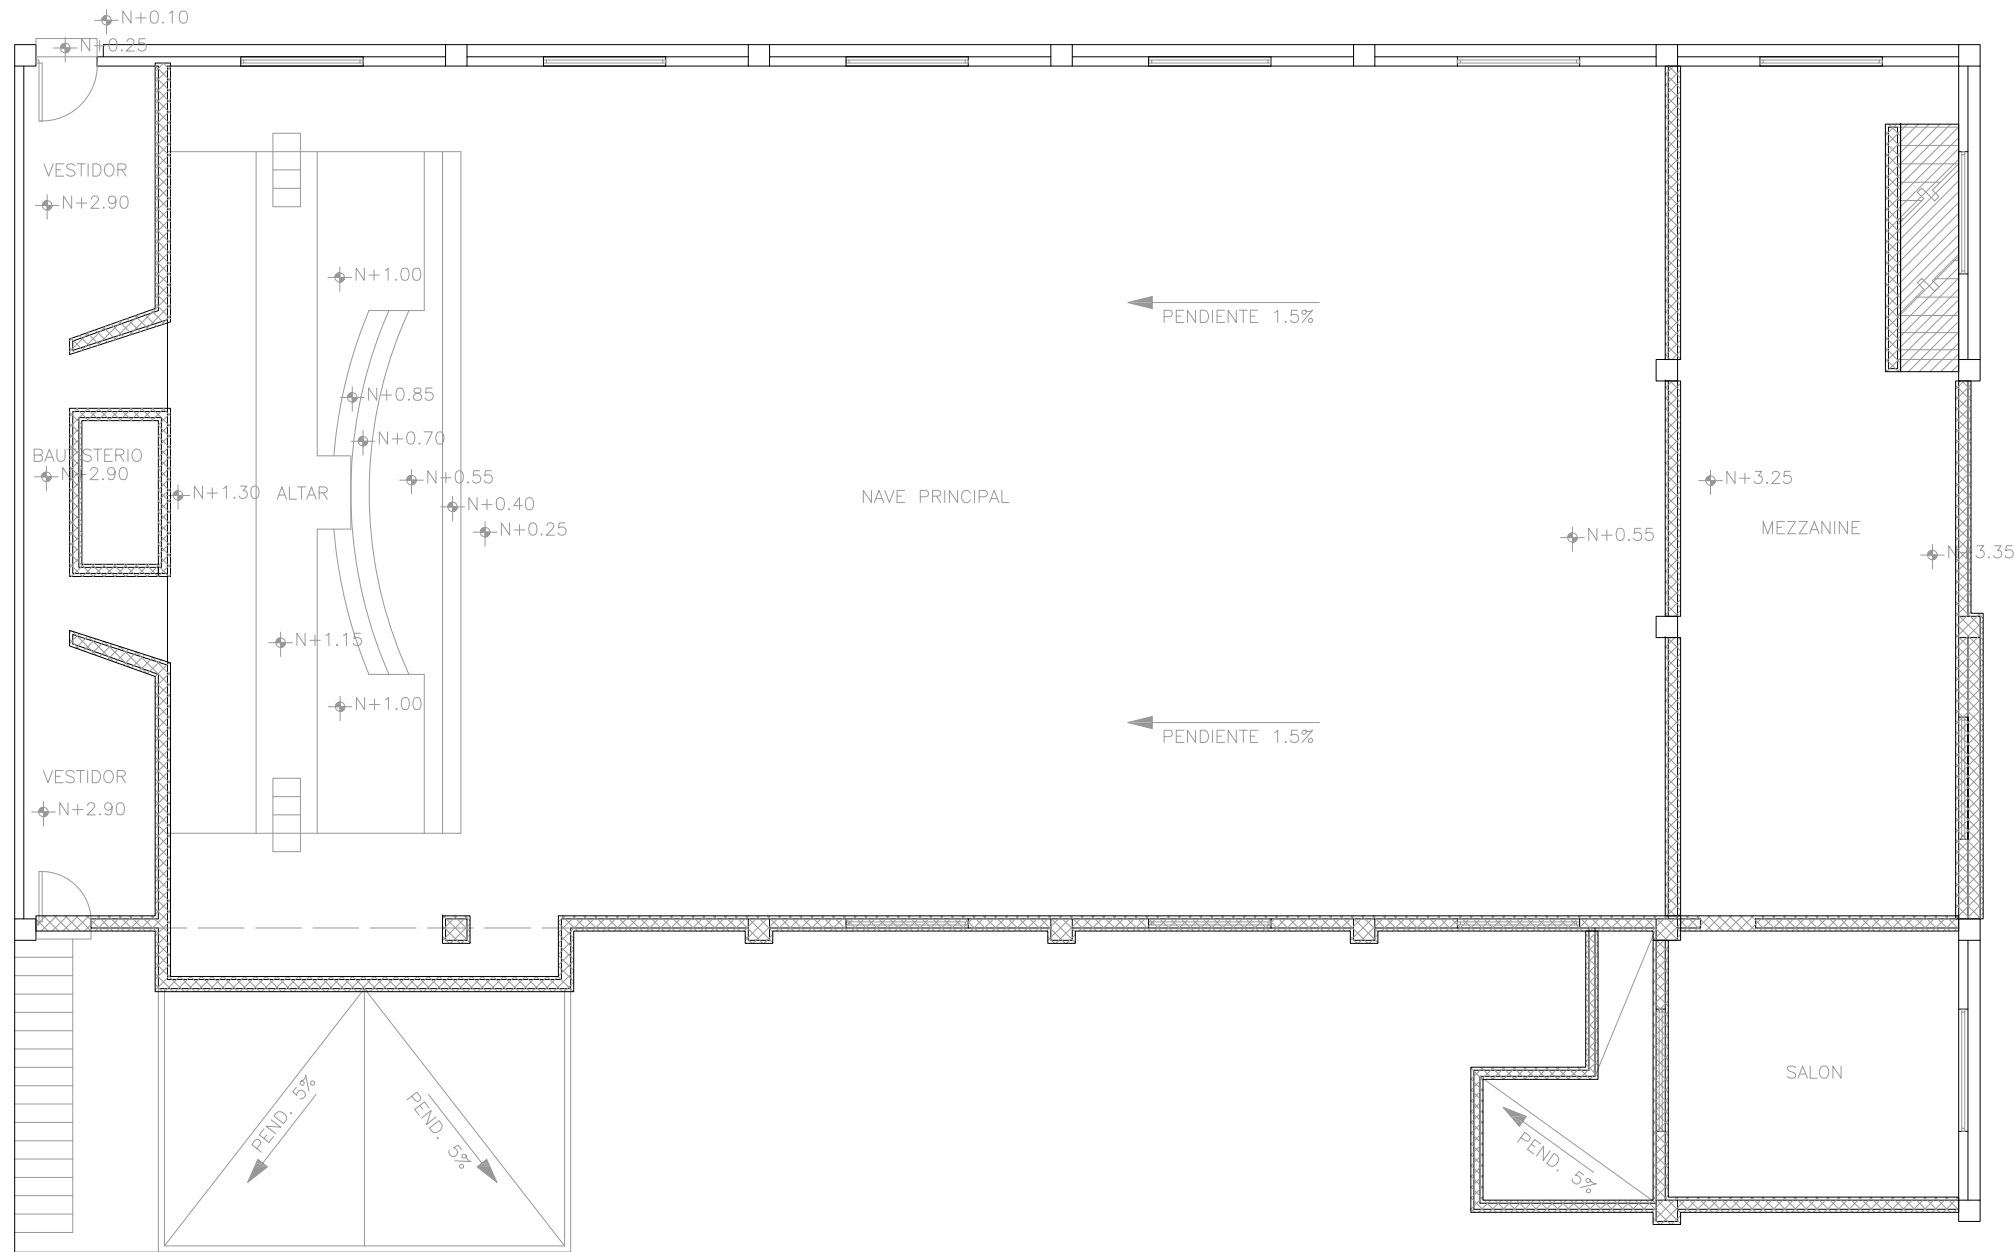 N+0.10
N+0.25
VESTIDOR
N+2.90
N+1.00
PENDIENTE 1.5%
N+0.85
N+0.70
BAUTISTERIO
N+2.90
N+0.55
N+3.25
N+1.30
ALTAR
NAVE PRINCIPAL
N+0.40
N+0.25
MEZZANINE
N+0.55
N+3.35
N+1.15
N+1.00
PENDIENTE 1.5%
VESTIDOR
N+2.90
SALON
PEND. 5%
PEND. 5%
PEND. 5%